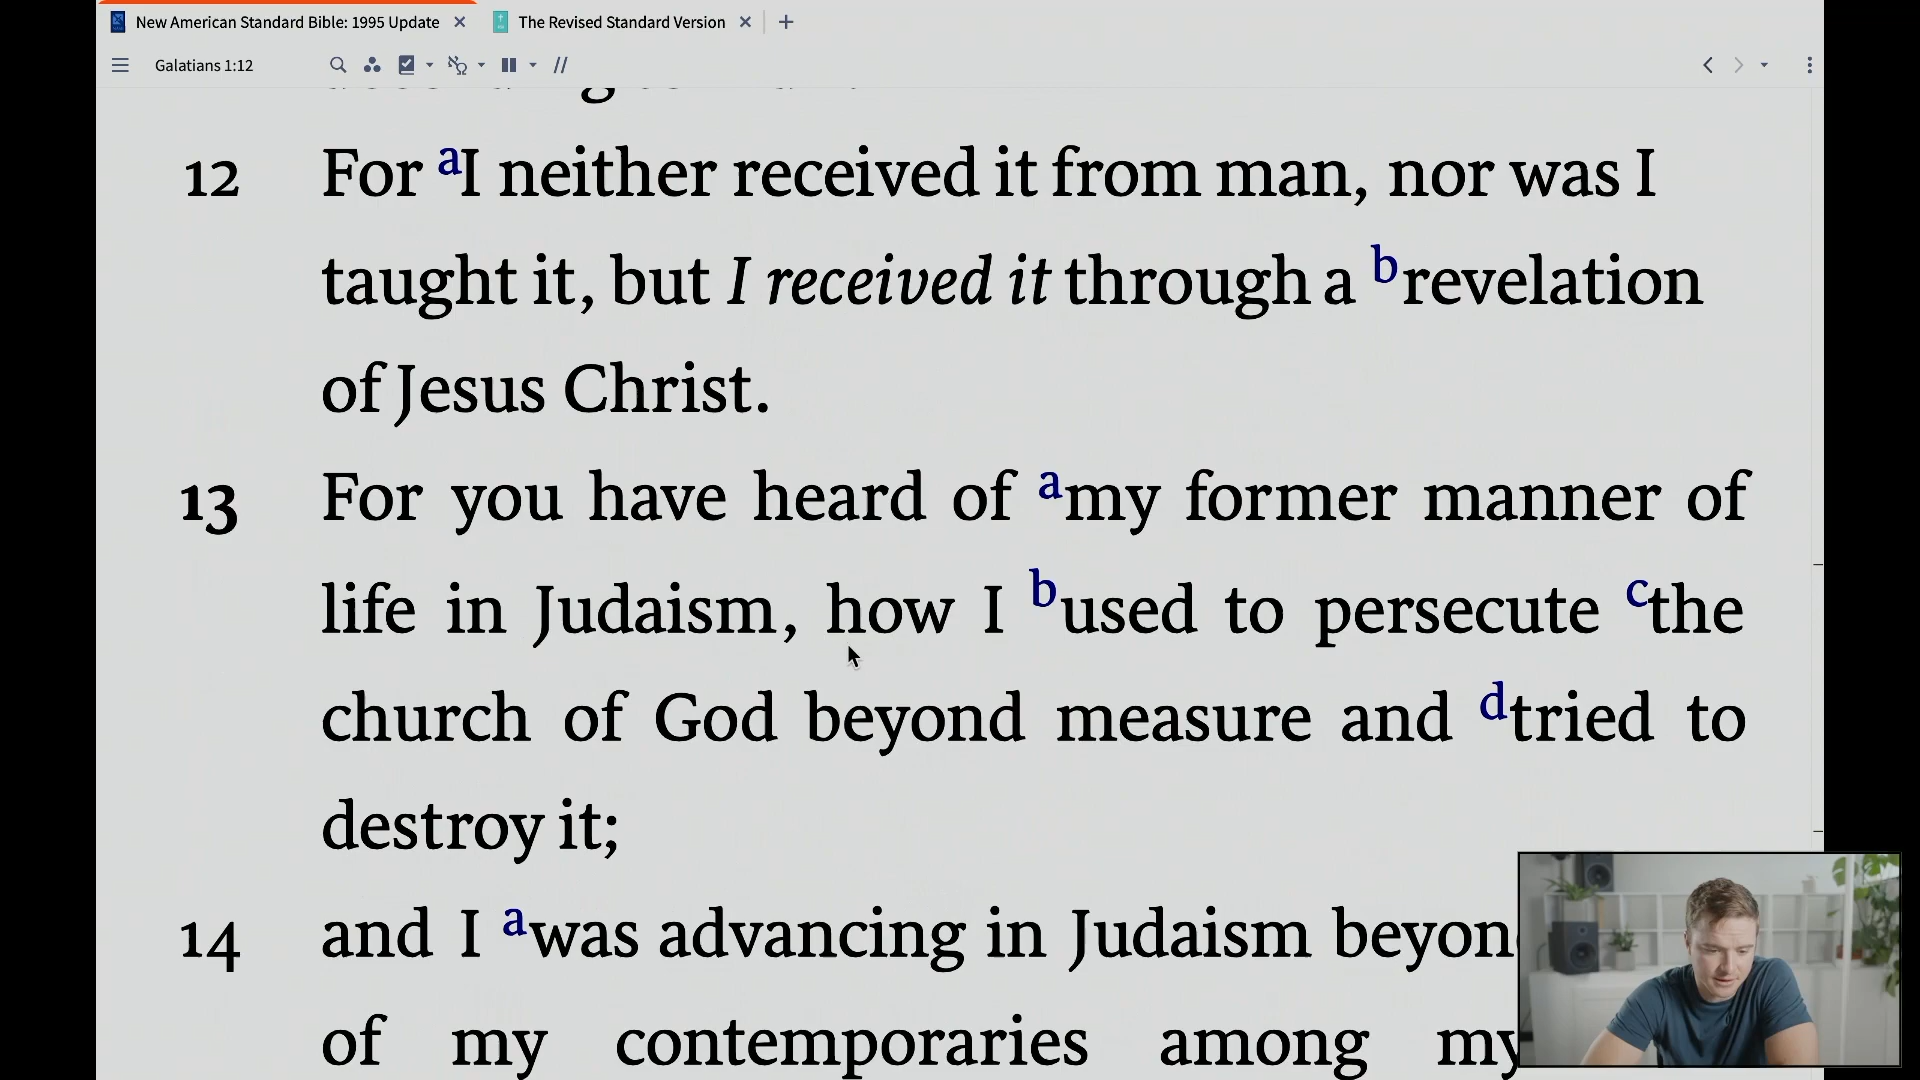 New American Standard Bible: 1995 Update
The Revised Standard Version
Galatians 1:12
12 For aI neither received it from man, nor was I
taught it, but I received it through a brevelation
of Jesus Christ.
13 For you have heard of amy former manner of
life in Judaism, how I bused to persecute cthe
church of God beyond measure and dtried to
destroy it;
14 and I awas advancing in Judaism
of my contemporaries among my